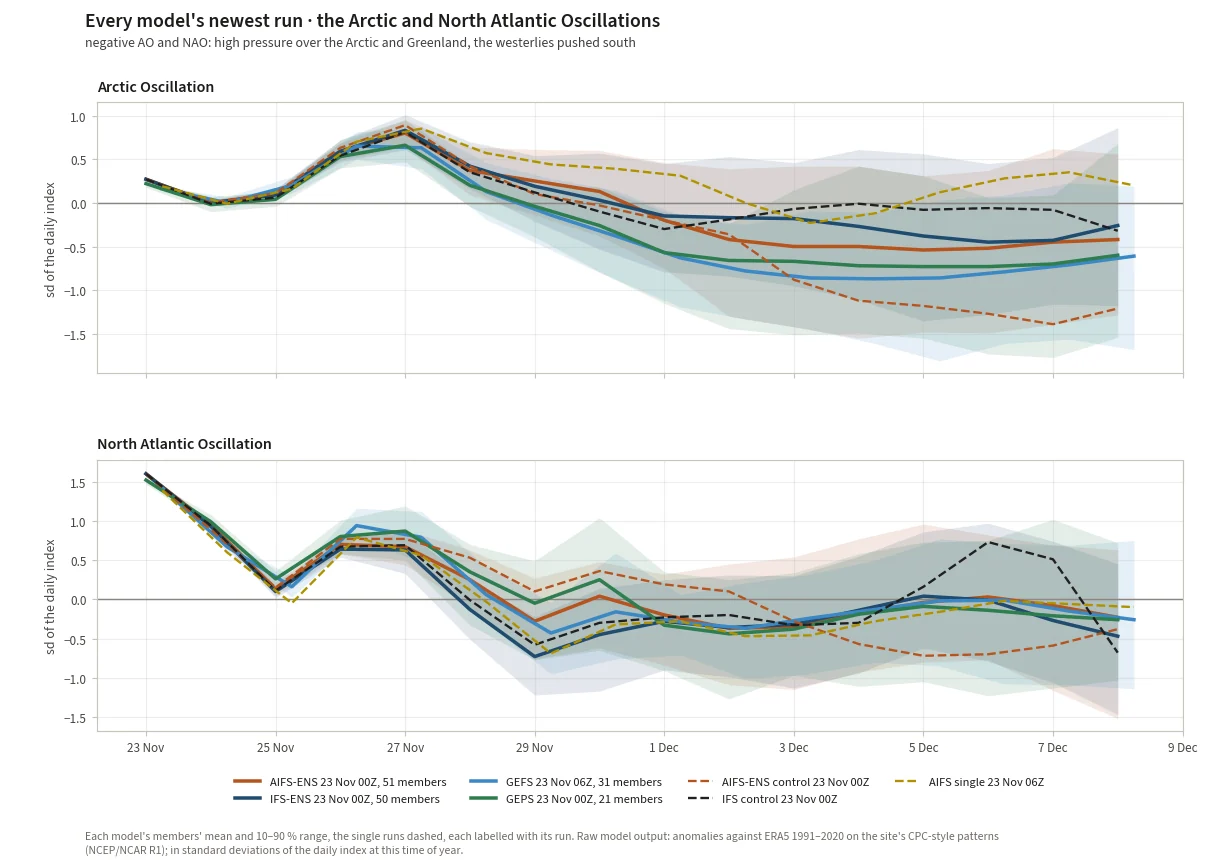 Every model's newest run · the Arctic and North Atlantic Oscillations
negative AO and NAO: high pressure over the Arctic and Greenland, the westerlies pushed south
Arctic Oscillation
sd of the daily index
1.0
0.5
0.0
−0.5
−1.0
−1.5
North Atlantic Oscillation
sd of the daily index
1.5
1.0
0.5
0.0
−0.5
−1.0
−1.5
23 Nov 25 Nov 27 Nov 29 Nov 1 Dec 3 Dec 5 Dec 7 Dec 9 Dec
AIFS-ENS 23 Nov 00Z, 51 members GEFS 23 Nov 06Z, 31 members AIFS-ENS control 23 Nov 00Z AIFS single 23 Nov 06Z
IFS-ENS 23 Nov 00Z, 50 members GEPS 23 Nov 00Z, 21 members IFS control 23 Nov 00Z
Each model's members' mean and 10–90 % range, the single runs dashed, each labelled with its run. Raw model output: anomalies against ERA5 1991–2020 on the site's CPC-style patterns
(NCEP/NCAR R1); in standard deviations of the daily index at this time of year.